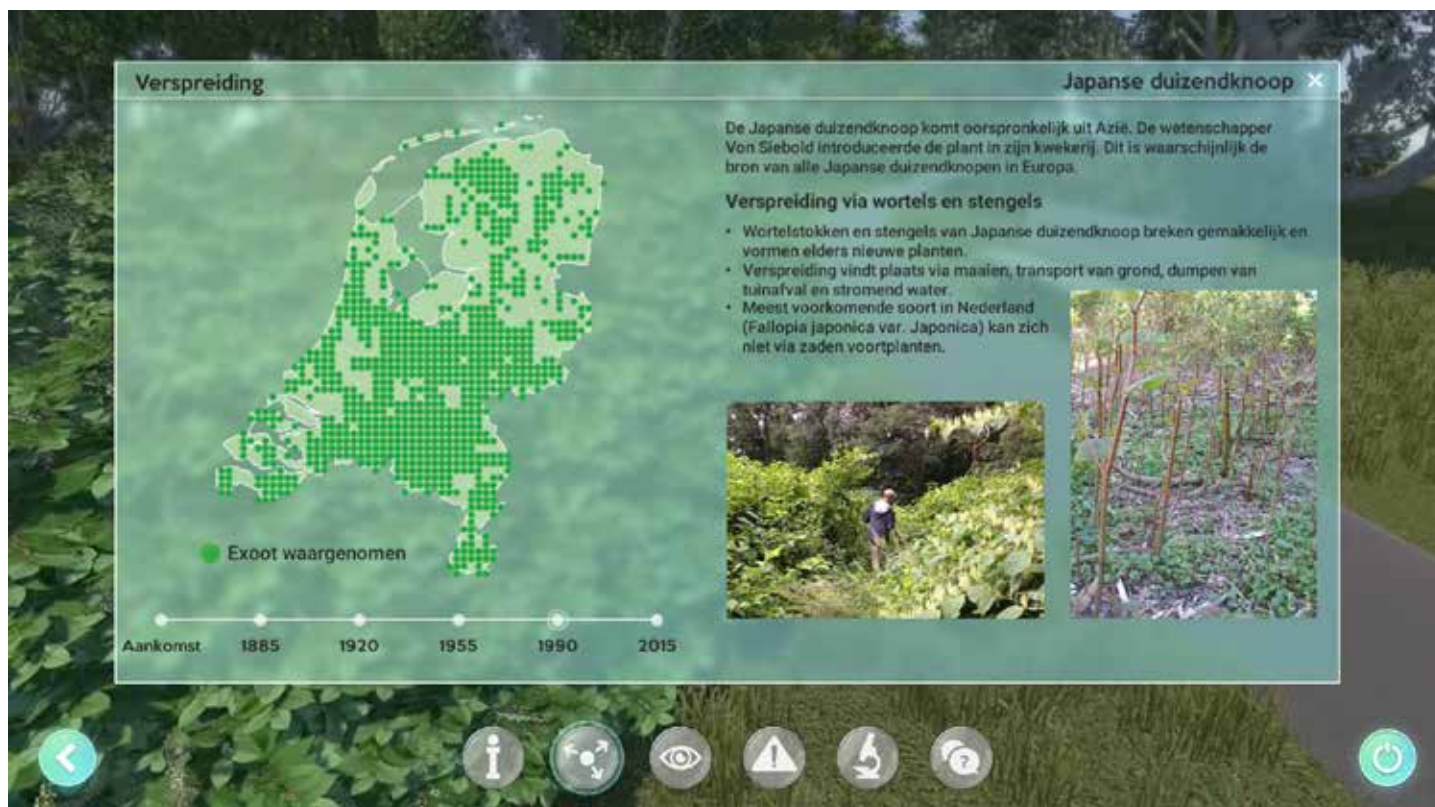 Verspreiding
Japanse duizendknoop ×
De Japanse duizendknoop komt oorspronkelijk uit Azië. De wetenschapper
Von Siebold introduceerde de plant in zijn kwekerij. Dit is waarschijnlijk de
bron van alle Japanse duizendknopen in Europa.
Verspreiding via wortels en stengels
• Wortelstokken en stengels van Japanse duizendknoop breken gemakkelijk en
vormen elders nieuwe planten.
• Verspreiding vindt plaats via maaien, transport van grond, dumpen van
tuinafval en stromend water.
• Meest voorkomende soort in Nederland
(Fallopia japonica var. Japonica) kan zich
niet via zaden voortplanten.
Exoot waargenomen
Aankomst 1885 1920 1955 1990 2015